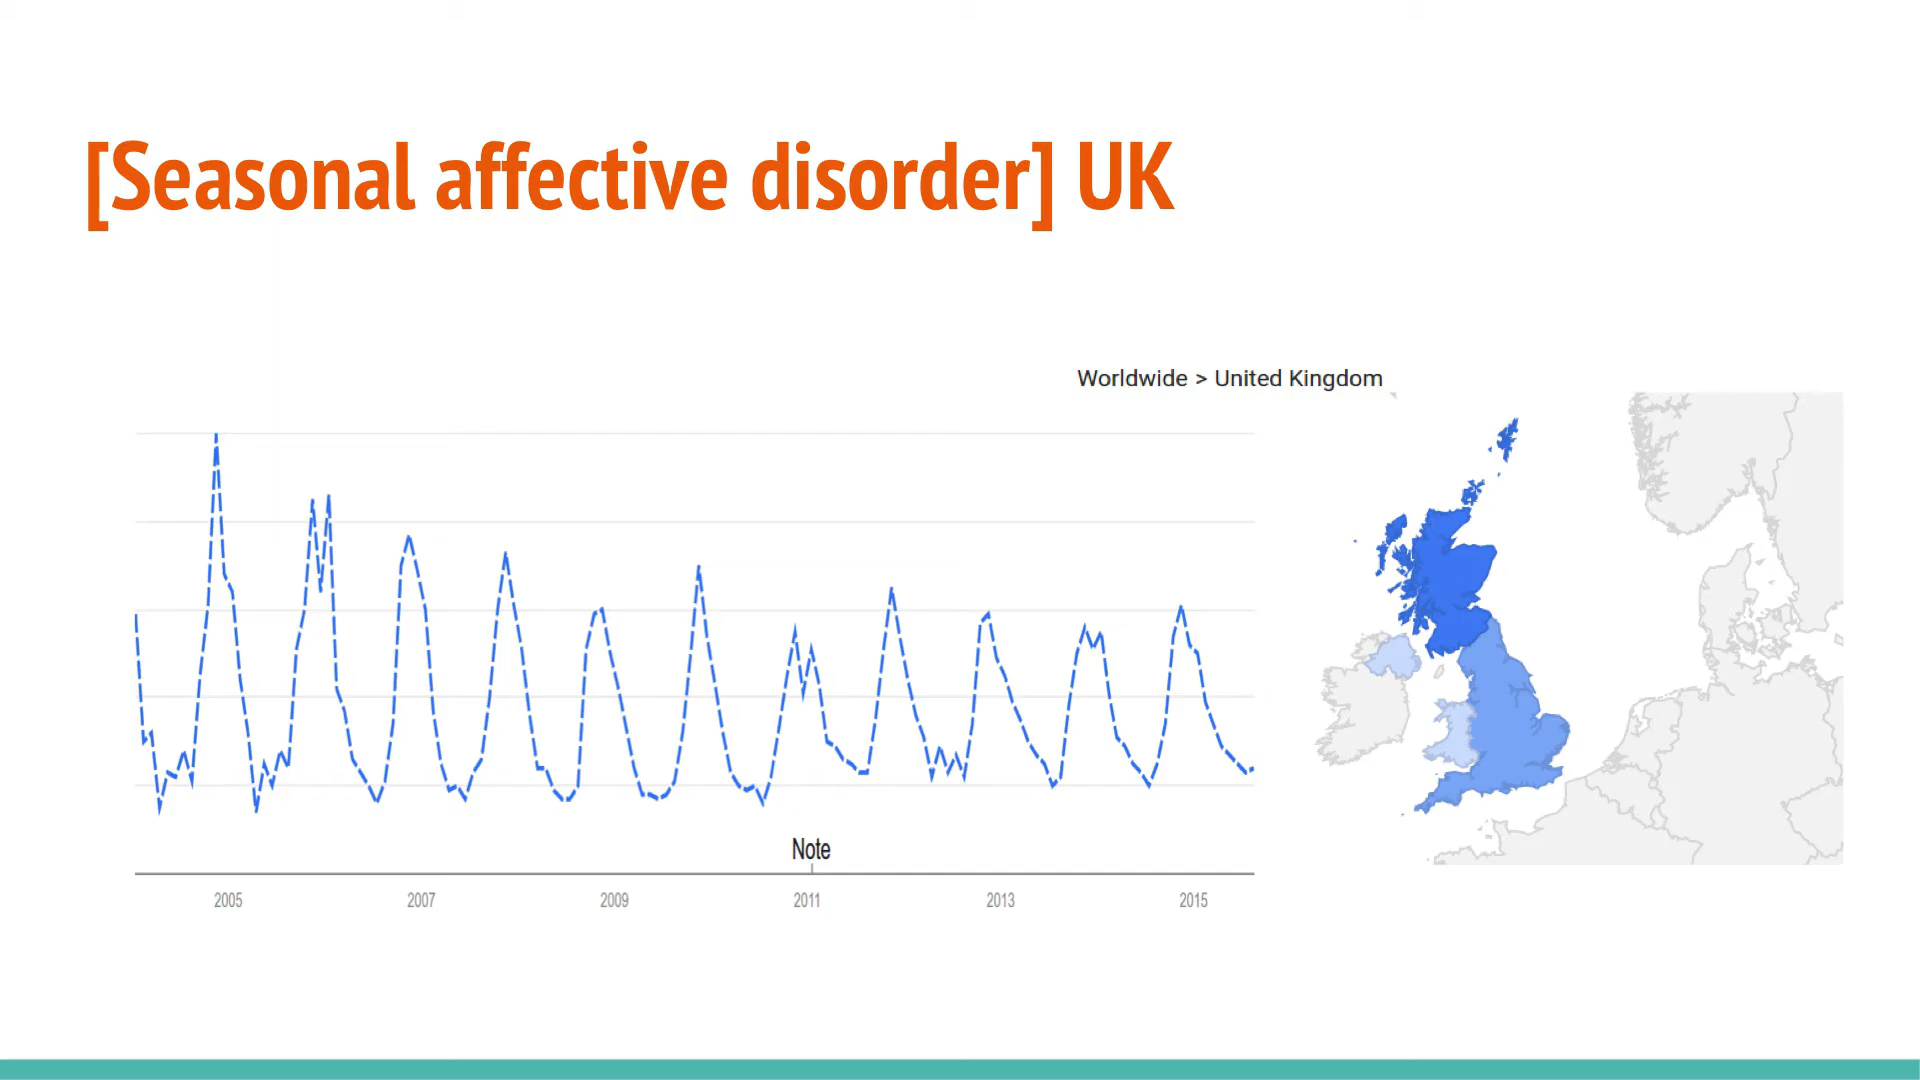 [Seasonal affective disorder] UK
Worldwide > United Kingdom
Note
2005 2007 2009 2011 2013 2015